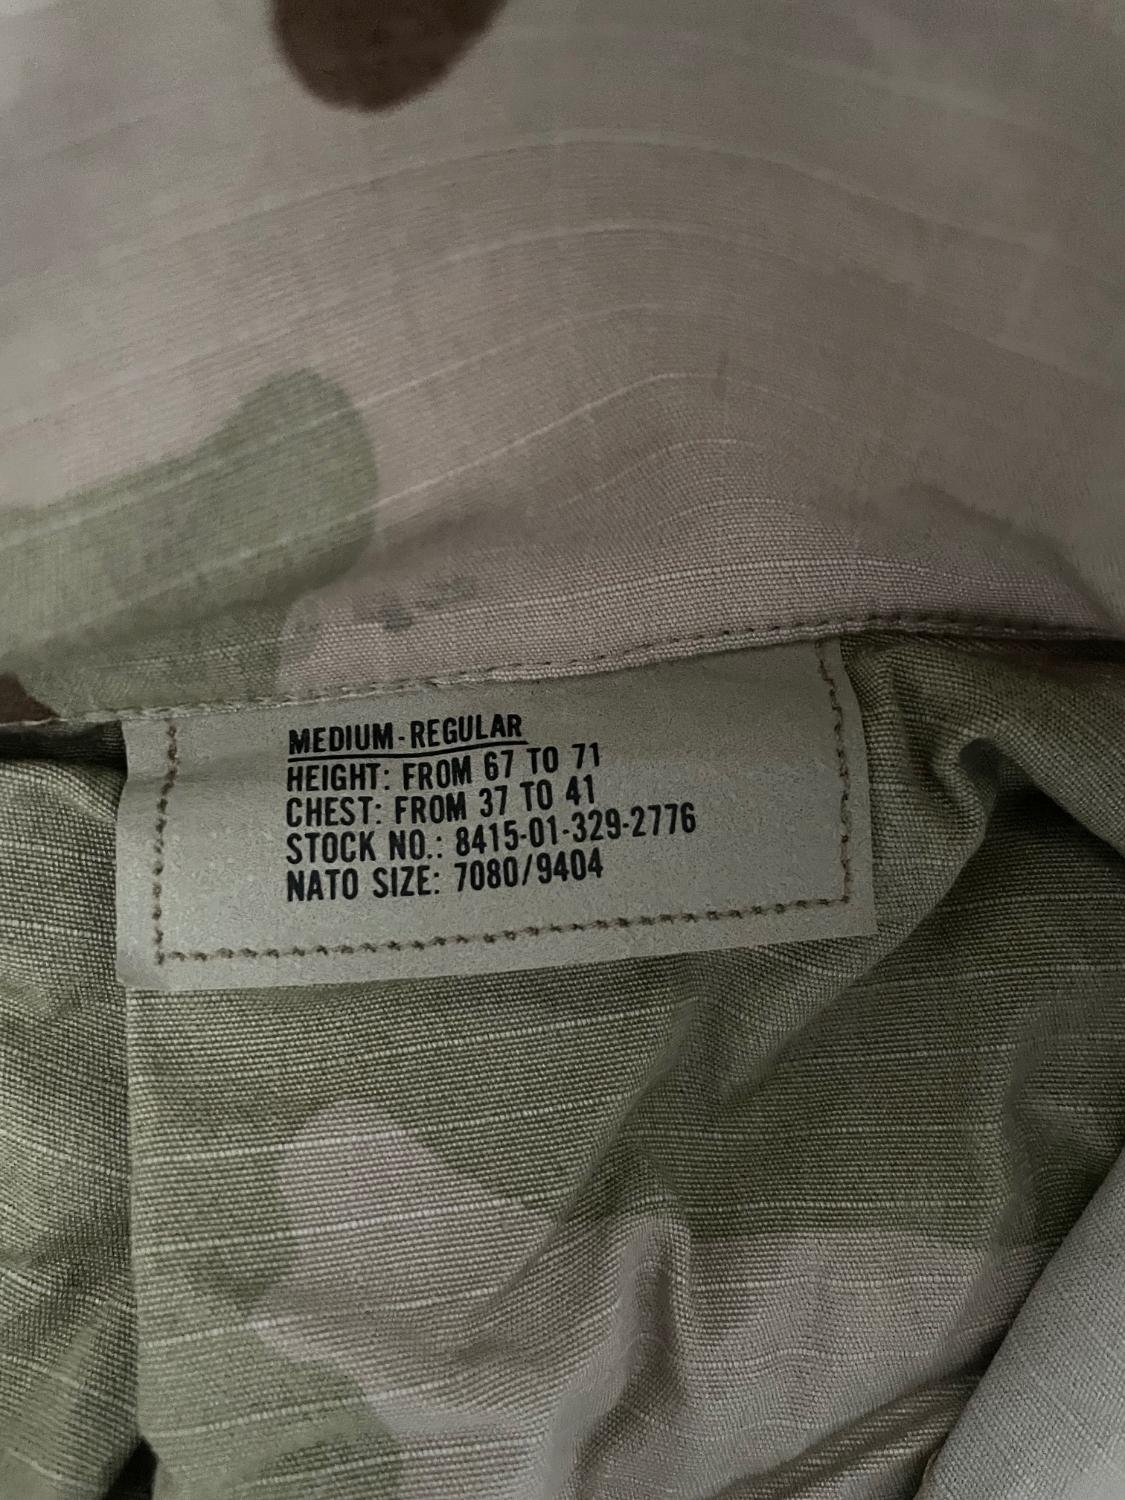 MEDIUM-REGULAR
HEIGHT: FROM 67 TO 71
CHEST: FROM 37 TO 41
STOCK NO.: 8415-01-329-2776
NATO SIZE: 7080/9404